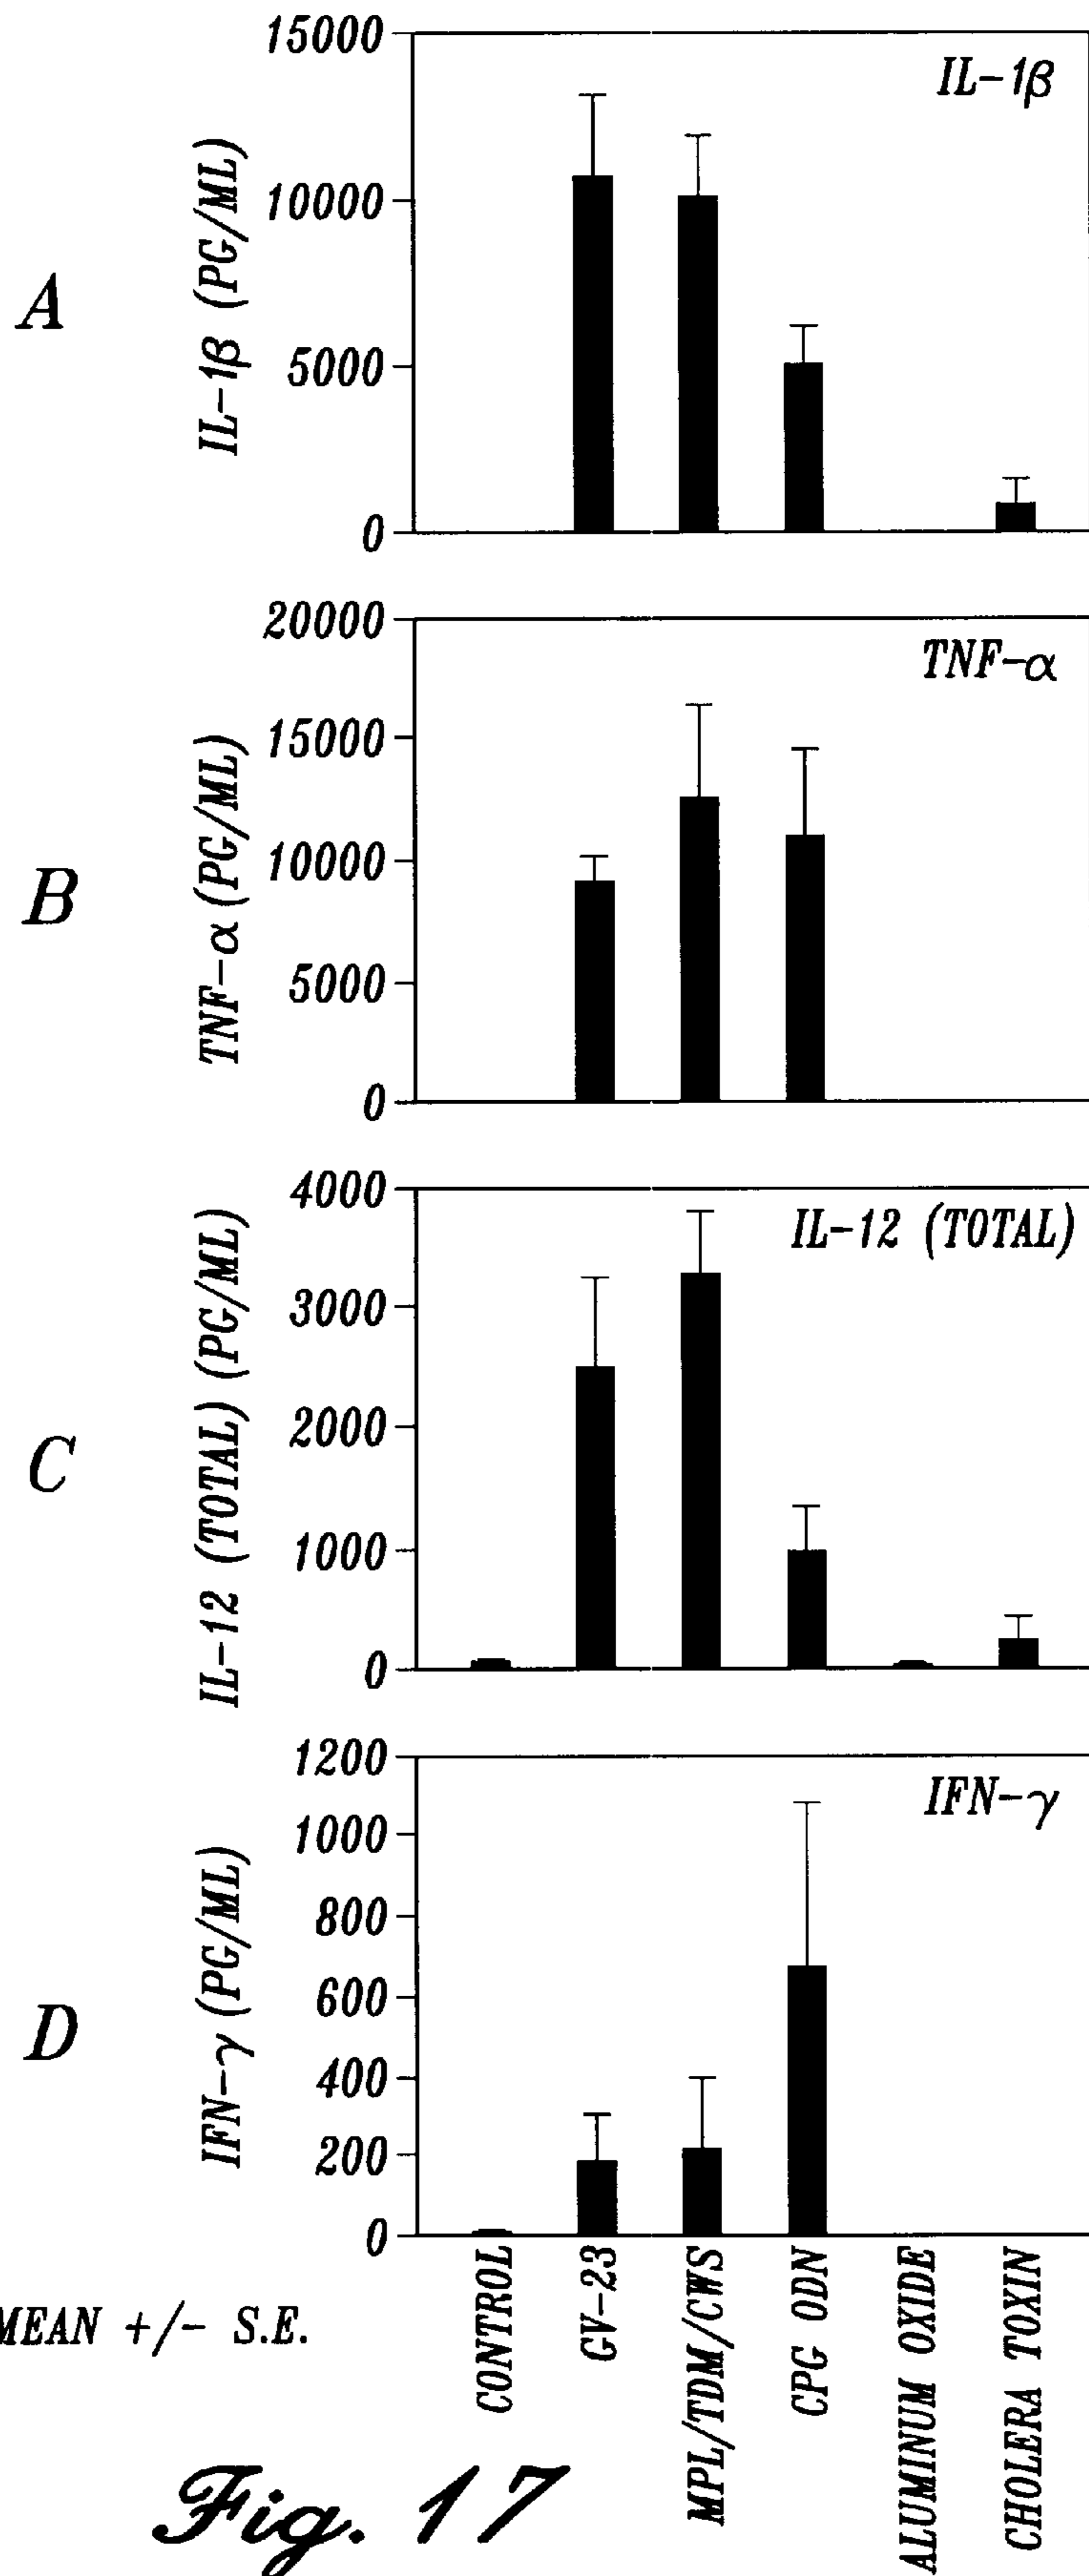 A
IL-1β (PG/ML)
15000
10000
5000
0
IL-1β
B
TNF-α (PG/ML)
20000
15000
10000
5000
0
TNF-α
C
IL-12 (TOTAL) (PG/ML)
4000
3000
2000
1000
0
IL-12 (TOTAL)
D
IFN-γ (PG/ML)
1200
1000
800
600
400
200
0
IFN-γ
CONTROL
GV-23
MPL/TDM/CWS
CPG ODN
ALUMINUM OXIDE
CHOLERA TOXIN
MEAN +/- S.E.
Fig. 17